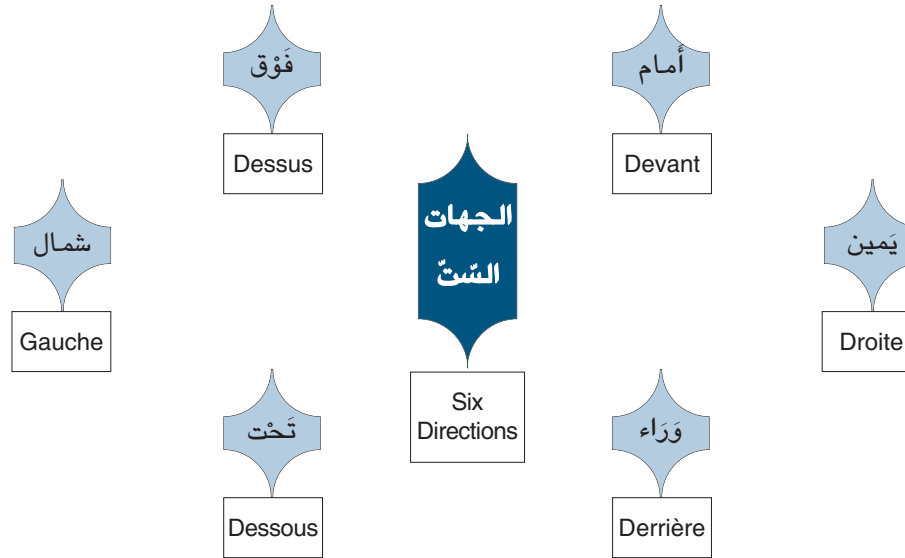 فَوْق
Dessus
أَمام
Devant
الجهات
السّتّ
Six
Directions
شمال
Gauche
يَمين
Droite
تَحْت
Dessous
وَرَاء
Derrière